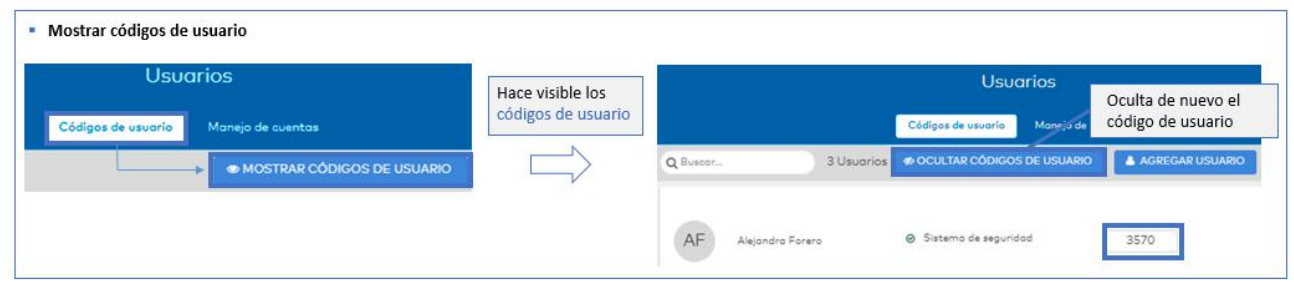 ▪ Mostrar códigos de usuario
Usuarios
Códigos de usuario Manejo de cuentas
MOSTRAR CÓDIGOS DE USUARIO
Hace visible los
códigos de usuario
Usuarios
Oculta de nuevo el
código de usuario
Códigos de usuario Manejo de
Buscar... 3 Usuarios OCULTAR CÓDIGOS DE USUARIO AGREGAR USUARIO
AF Alejandra Forero Sistema de seguridad 3570